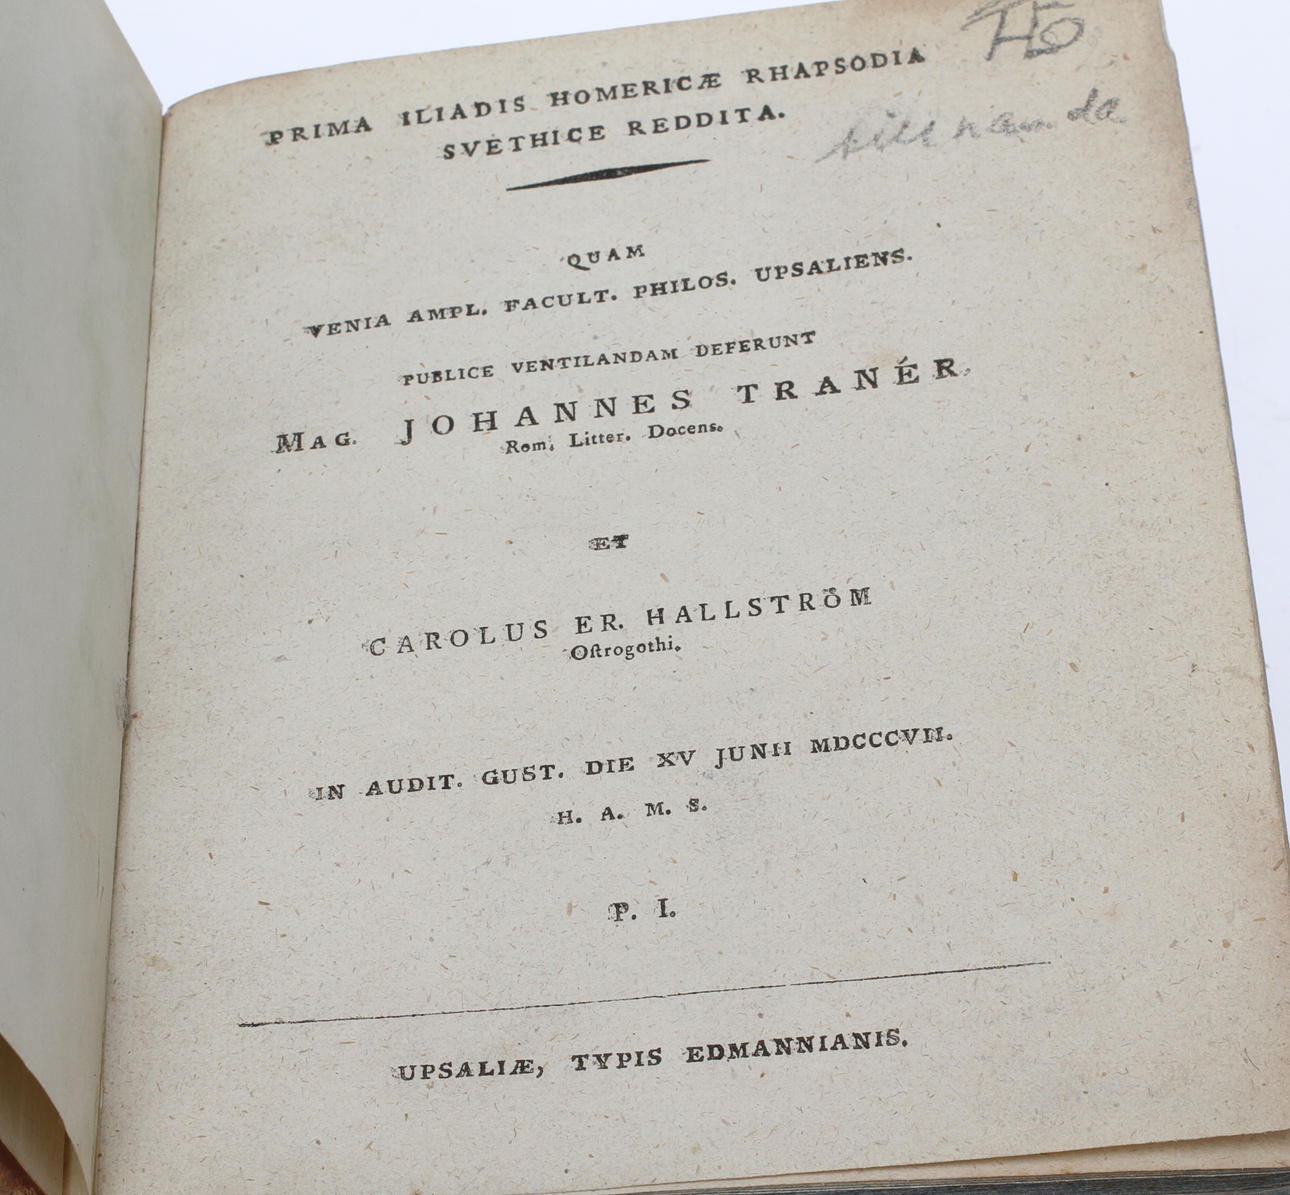 PRIMA ILIADIS HOMERICÆ RHAPSODIA
SVETHICE REDDITA.
QUAM
VENIA AMPL. FACULT. PHILOS. UPSALIENS.
PUBLICE VENTILANDAM DEFERUNT
MAG. JOHANNES TRANÉR,
Rom. Litter. Docens.
ET
CAROLUS ER. HALLSTRÖM
Oſtrogothi.
IN AUDIT. GUST. DIE XV JUNII MDCCCVII.
H. A. M. S.
P. I.
UPSALIÆ, TYPIS EDMANNIANIS.